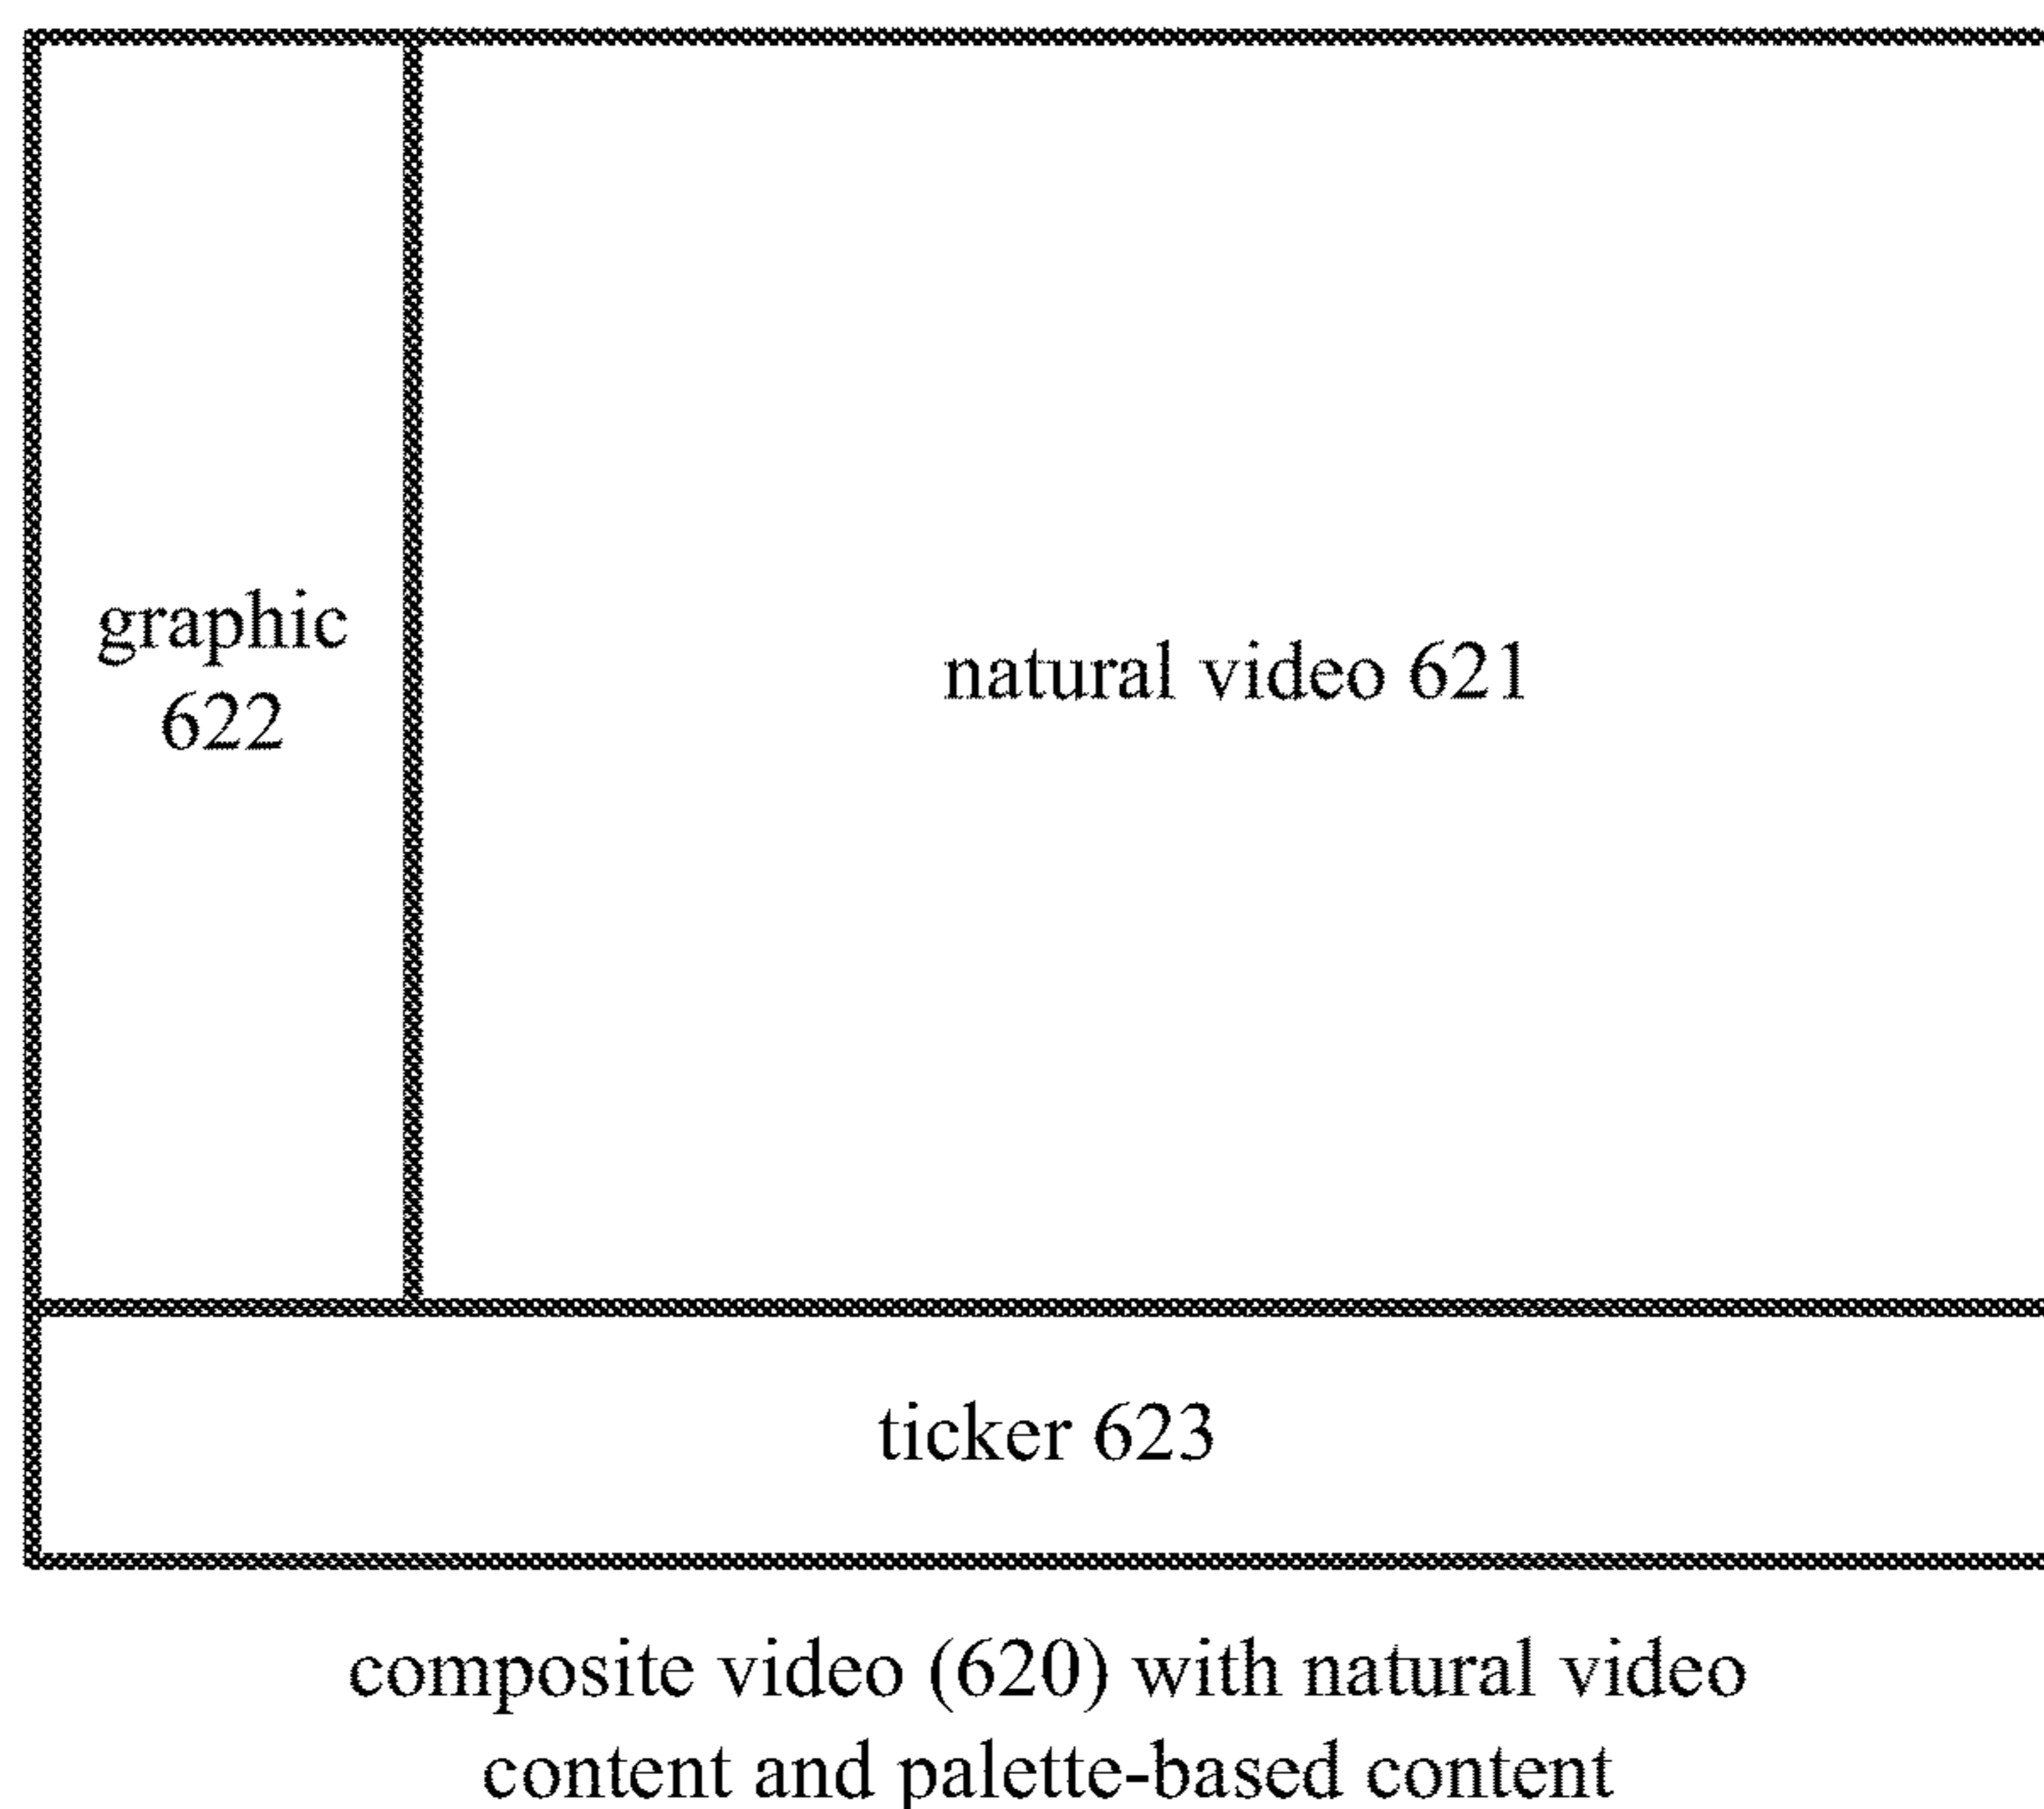 graphic
622
natural video 621
ticker 623
composite video (620) with natural video
content and palette-based content